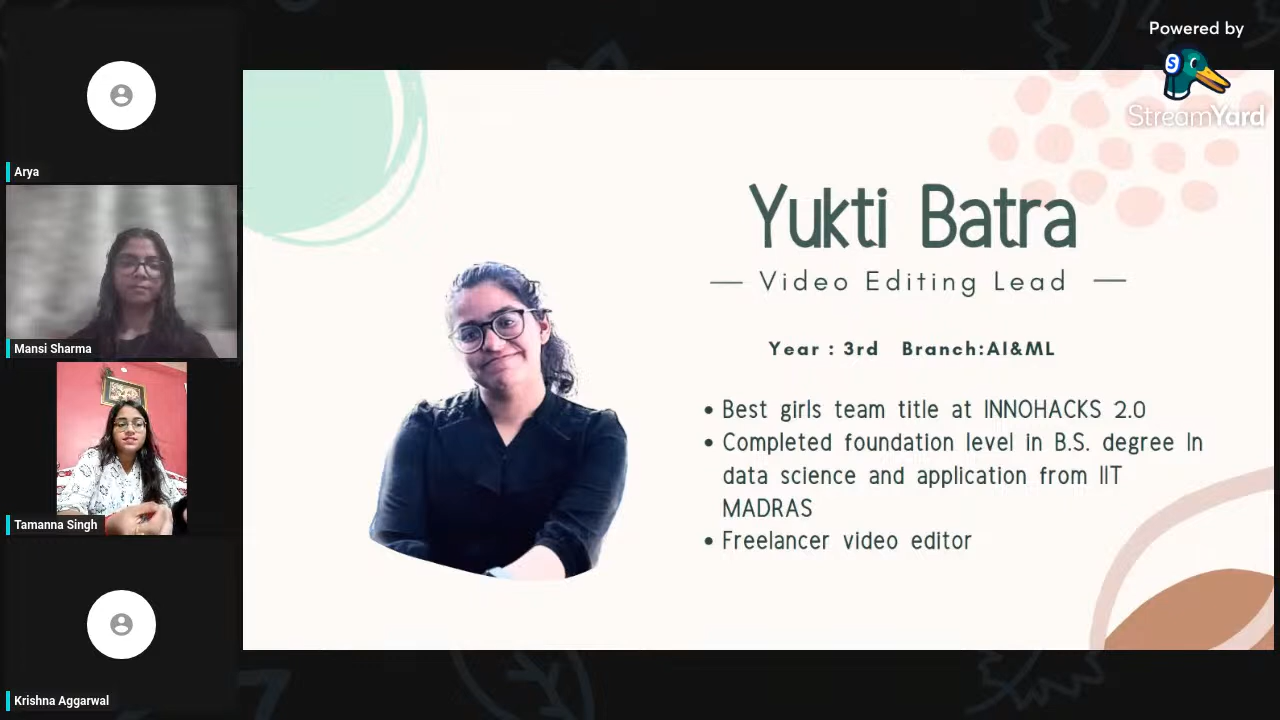 Powered by
StreamYard
Arya
Mansi Sharma
Tamanna Singh
Krishna Aggarwal
Yukti Batra
— Video Editing Lead —
Year : 3rd Branch:AI&ML
• Best girls team title at INNOHACKS 2.0
• Completed foundation level in B.S. degree In
data science and application from IIT
MADRAS
• Freelancer video editor